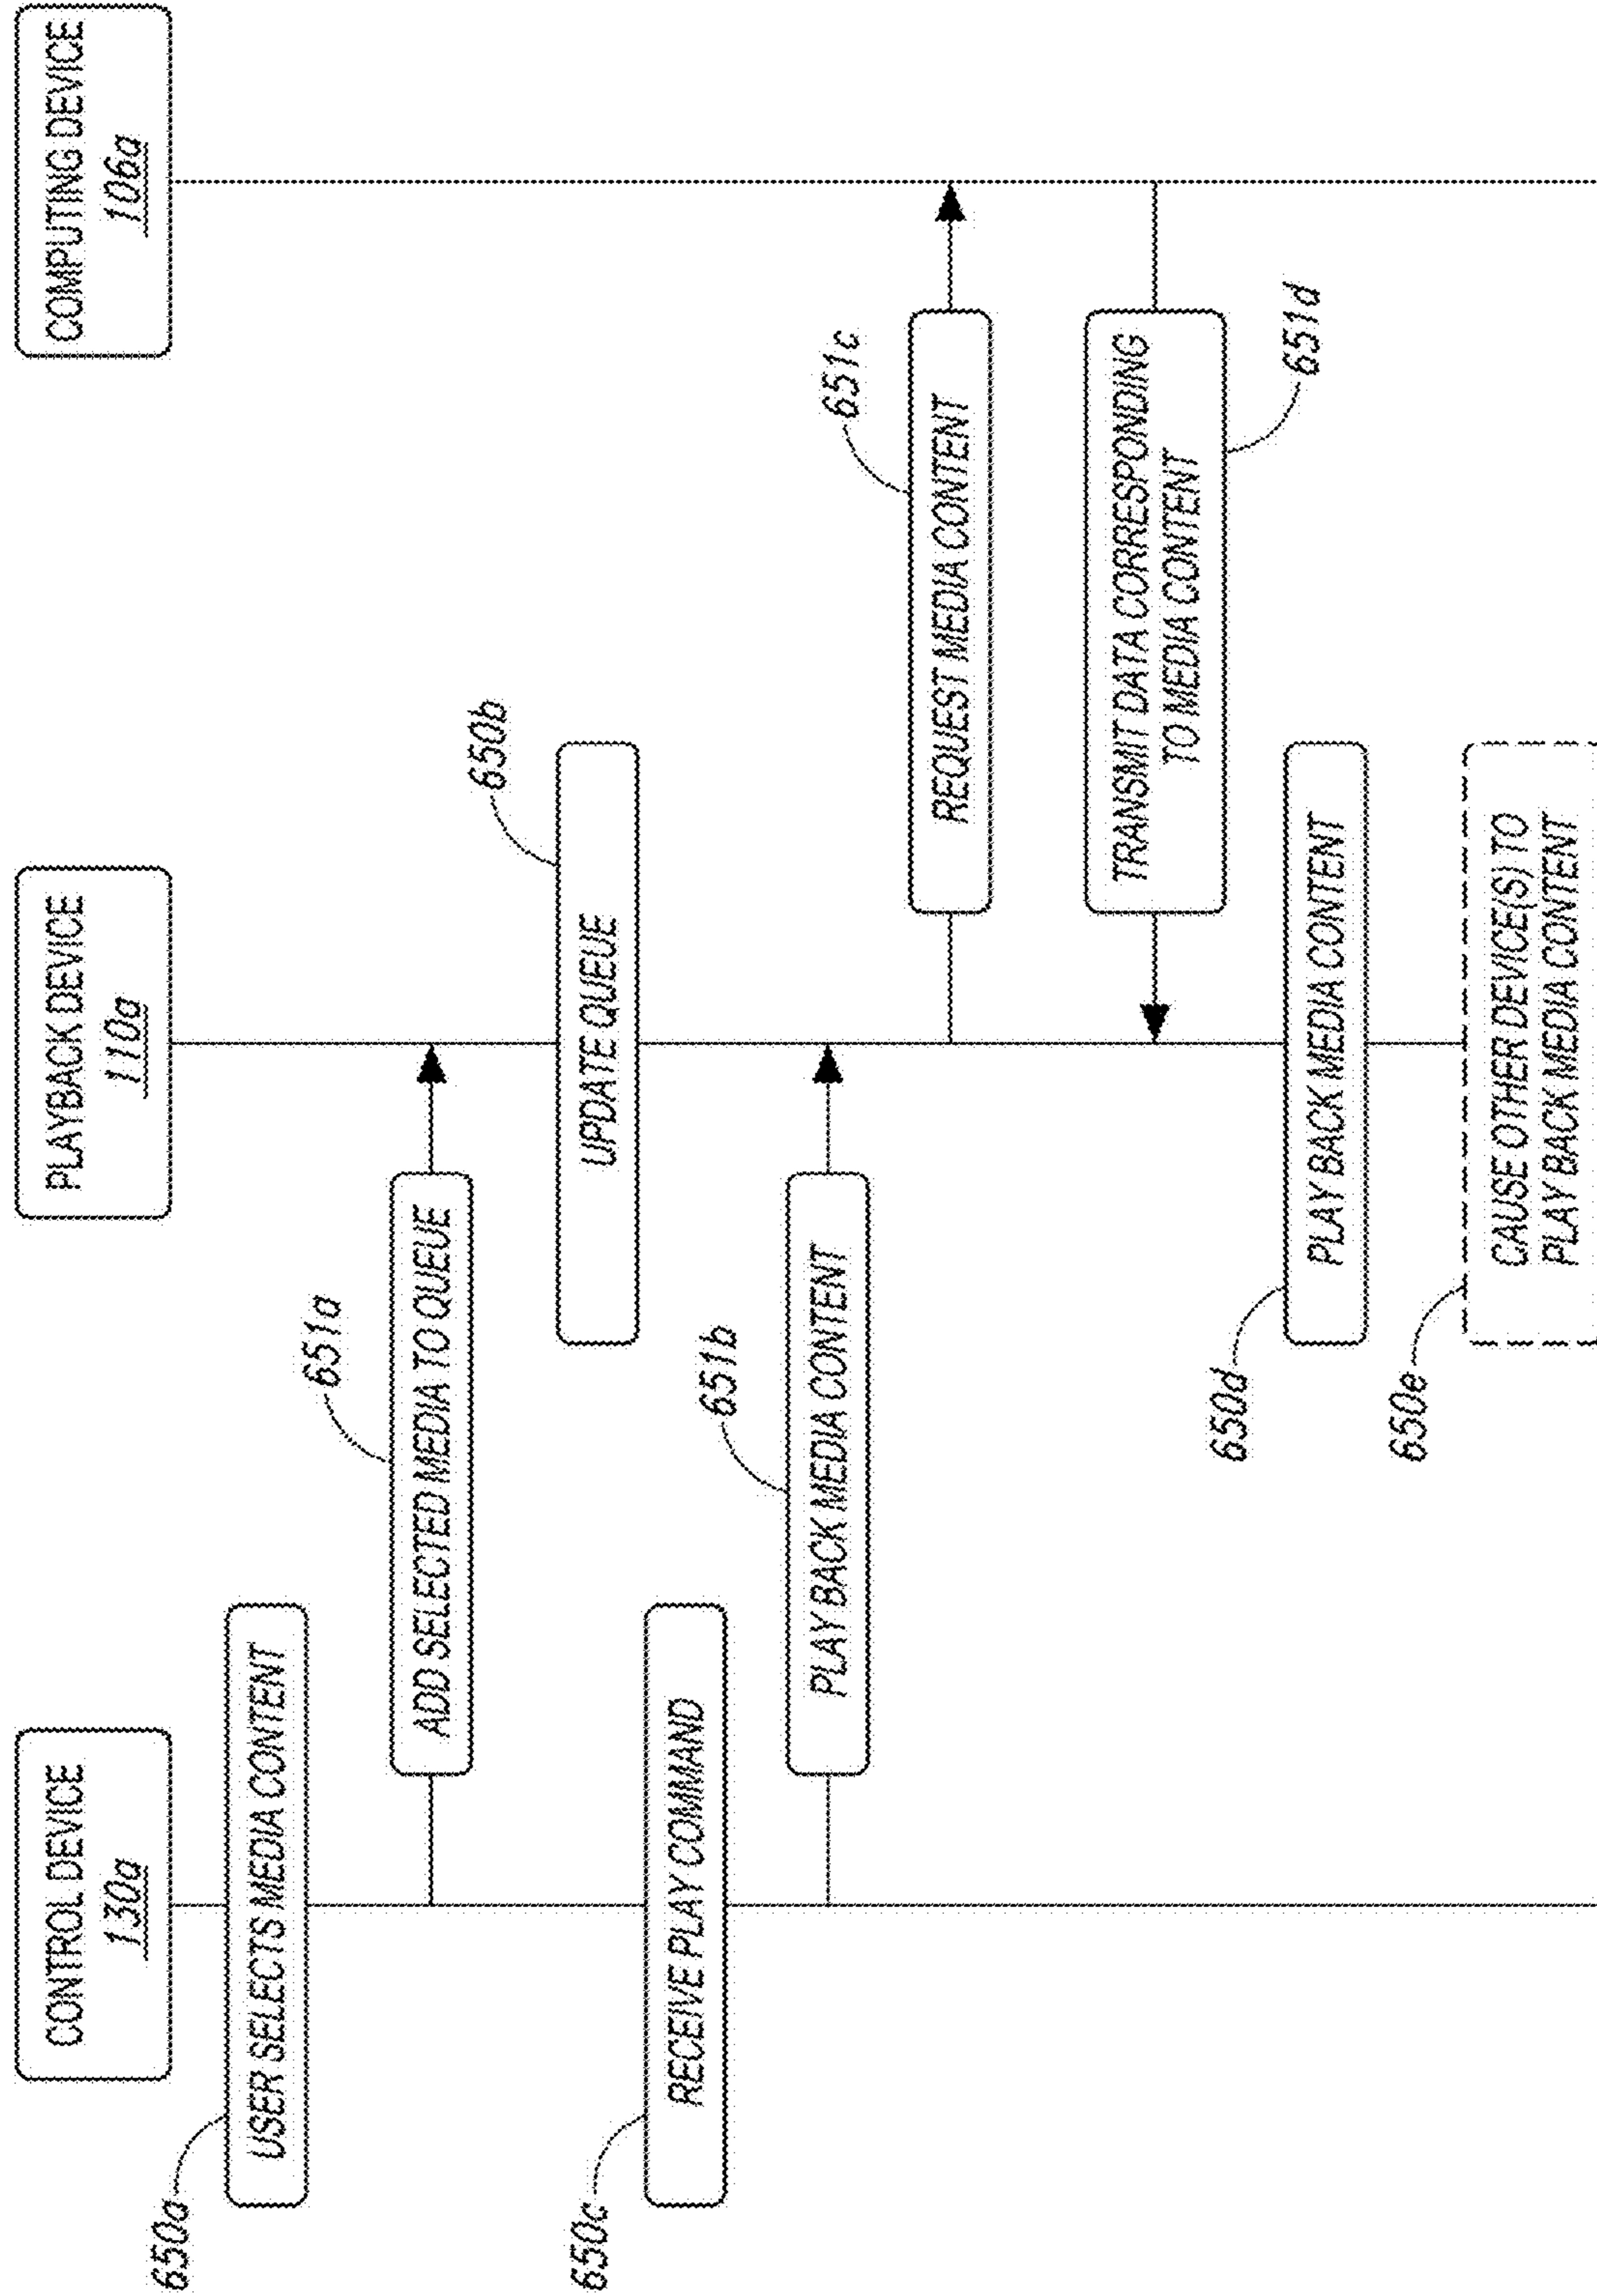 CONTROL DEVICE
130a
PLAYBACK DEVICE
110a
COMPUTING DEVICE
106a
650a
USER SELECTS MEDIA CONTENT
651a
ADD SELECTED MEDIA TO QUEUE
650b
UPDATE QUEUE
650c
RECEIVE PLAY COMMAND
651b
PLAY BACK MEDIA CONTENT
651c
REQUEST MEDIA CONTENT
TRANSMIT DATA CORRESPONDING
TO MEDIA CONTENT
651d
650d
PLAY BACK MEDIA CONTENT
650e
CAUSE OTHER DEVICE(S) TO
PLAY BACK MEDIA CONTENT